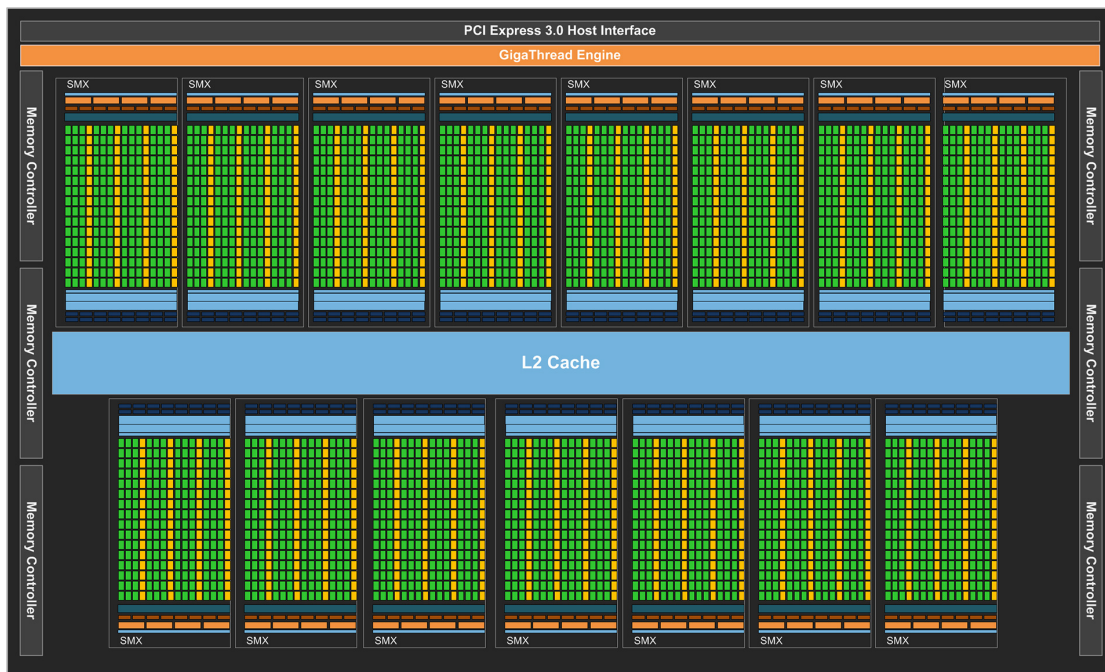 PCI Express 3.0 Host Interface
GigaThread Engine
Memory Controller
Memory Controller
SMX SMX SMX SMX SMX SMX SMX SMX
L2 Cache
Memory Controller
Memory Controller
Memory Controller
Memory Controller
SMX SMX SMX SMX SMX SMX SMX